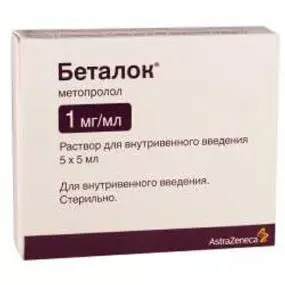 Беталок®
метопролол
1 мг/мл
Раствор для внутривенного введения
5 x 5 мл
Для внутривенного введения.
Стерильно.
AstraZeneca